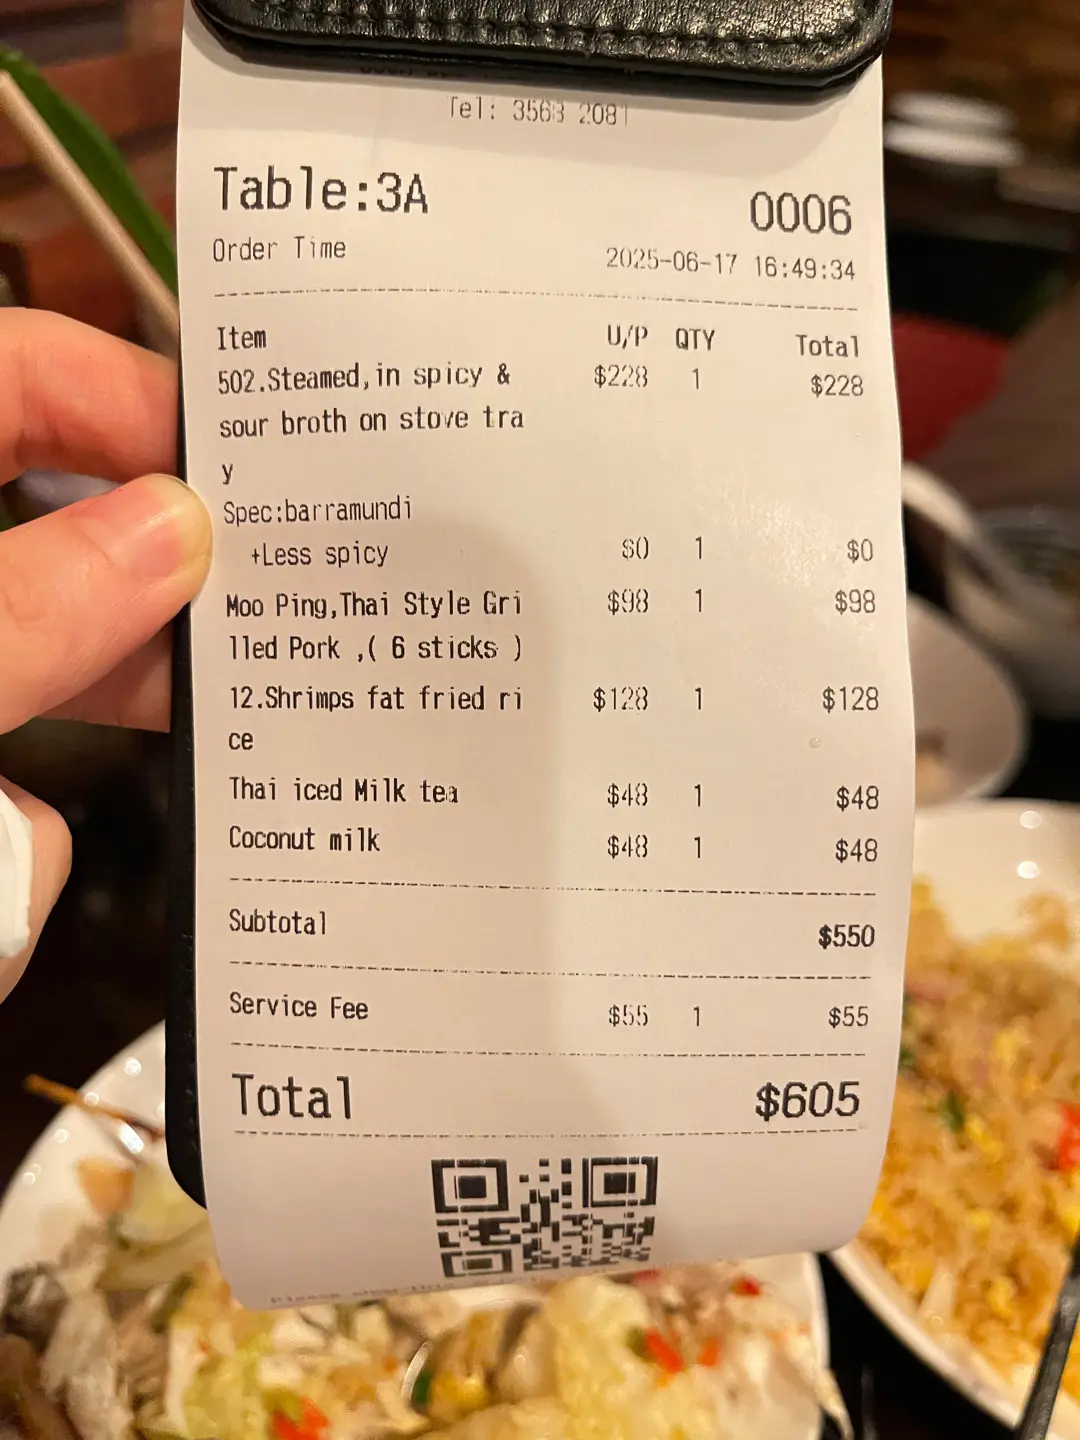 Tel: 3563 2081
Table:3A 0006
Order Time 2025-06-17 16:49:34
Item U/P QTY Total
502.Steamed,in spicy & $228 1 $228
sour broth on stove tra
y
Spec:barramundi
+Less spicy $0 1 $0
Moo Ping,Thai Style Gri $98 1 $98
lled Pork ,( 6 sticks )
12.Shrimps fat fried ri $128 1 $128
ce
Thai iced Milk tea $48 1 $48
Coconut milk $48 1 $48
Subtotal $550
Service Fee $55 1 $55
Total $605